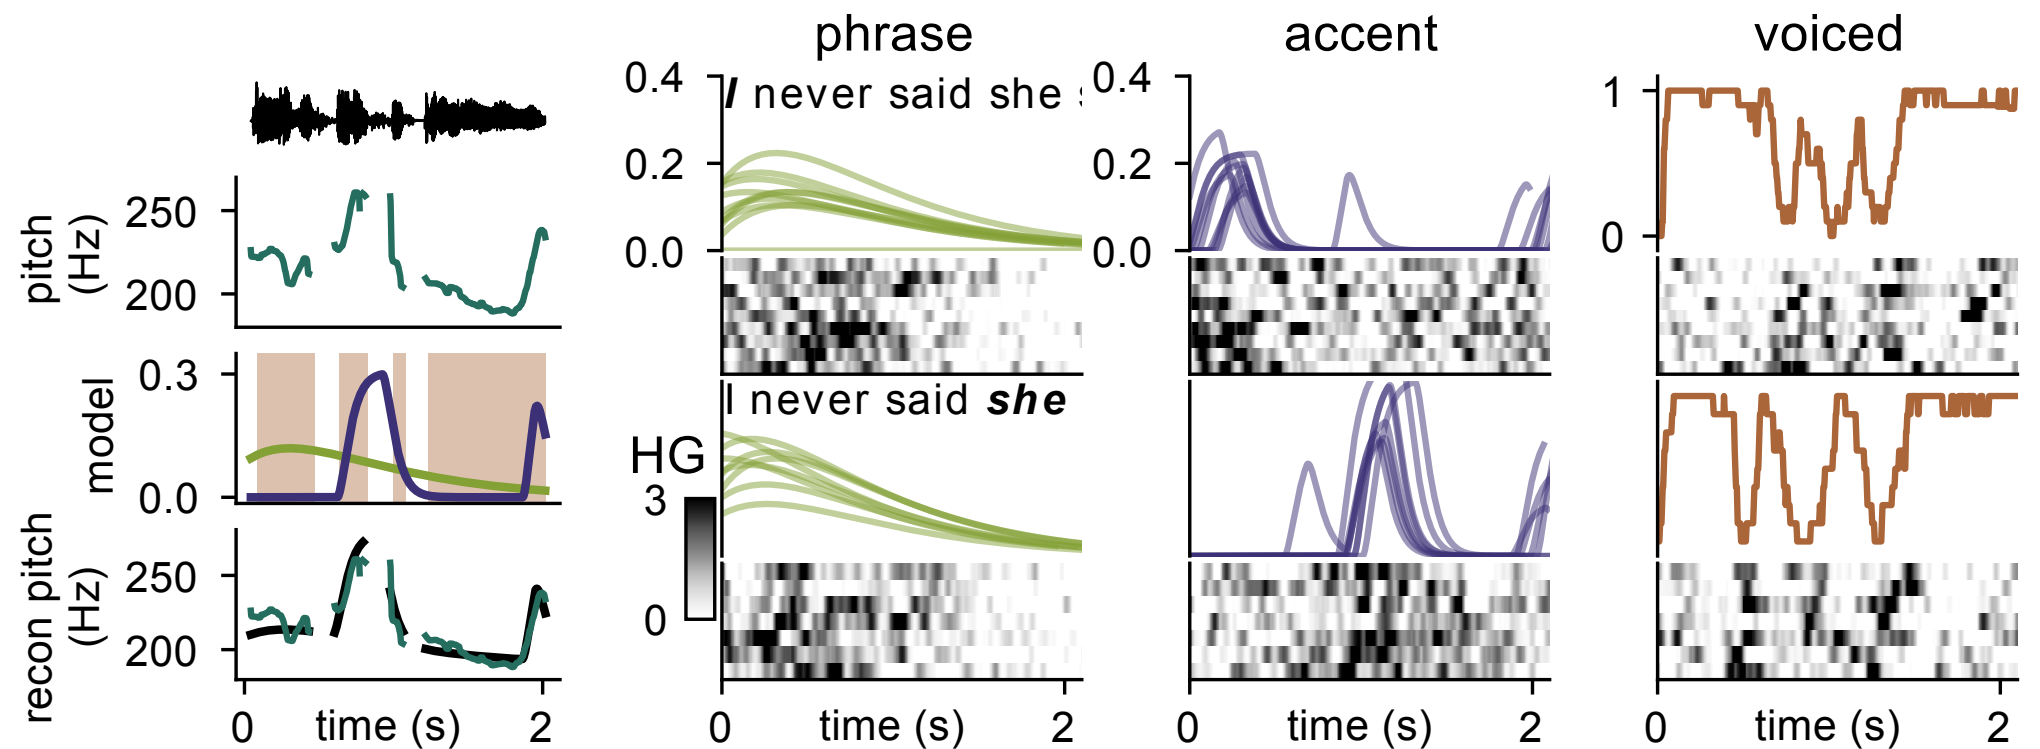 phrase
accent
voiced
0.4
I never said she
0.2
0.0
0.4
0.2
0.0
1
0
pitch
(Hz)
250
200
model
0.3
0.0
recon pitch
(Hz)
250
200
0
time (s)
2
I never said she
HG
3
0
0
time (s)
2
0
time (s)
2
0
time (s)
2